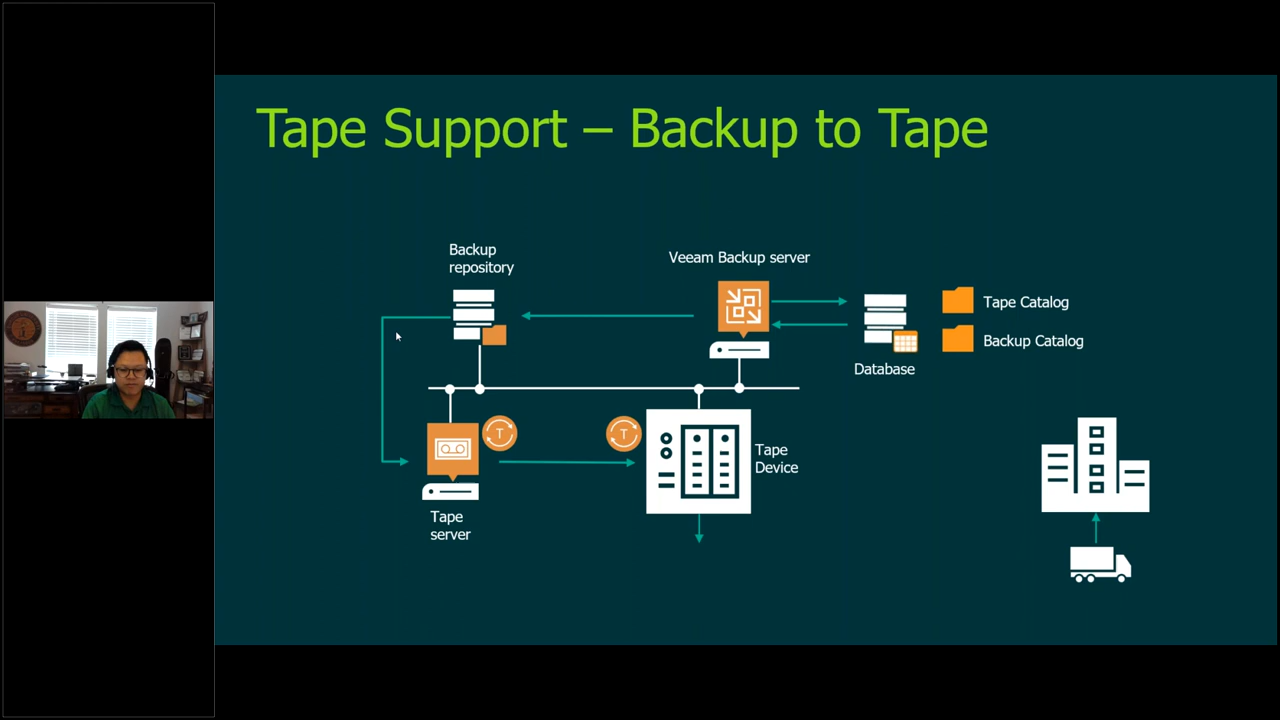 Tape Support – Backup to Tape
Backup
repository
Veeam Backup server
Tape Catalog
Backup Catalog
Database
T
T
Tape
Device
Tape
server